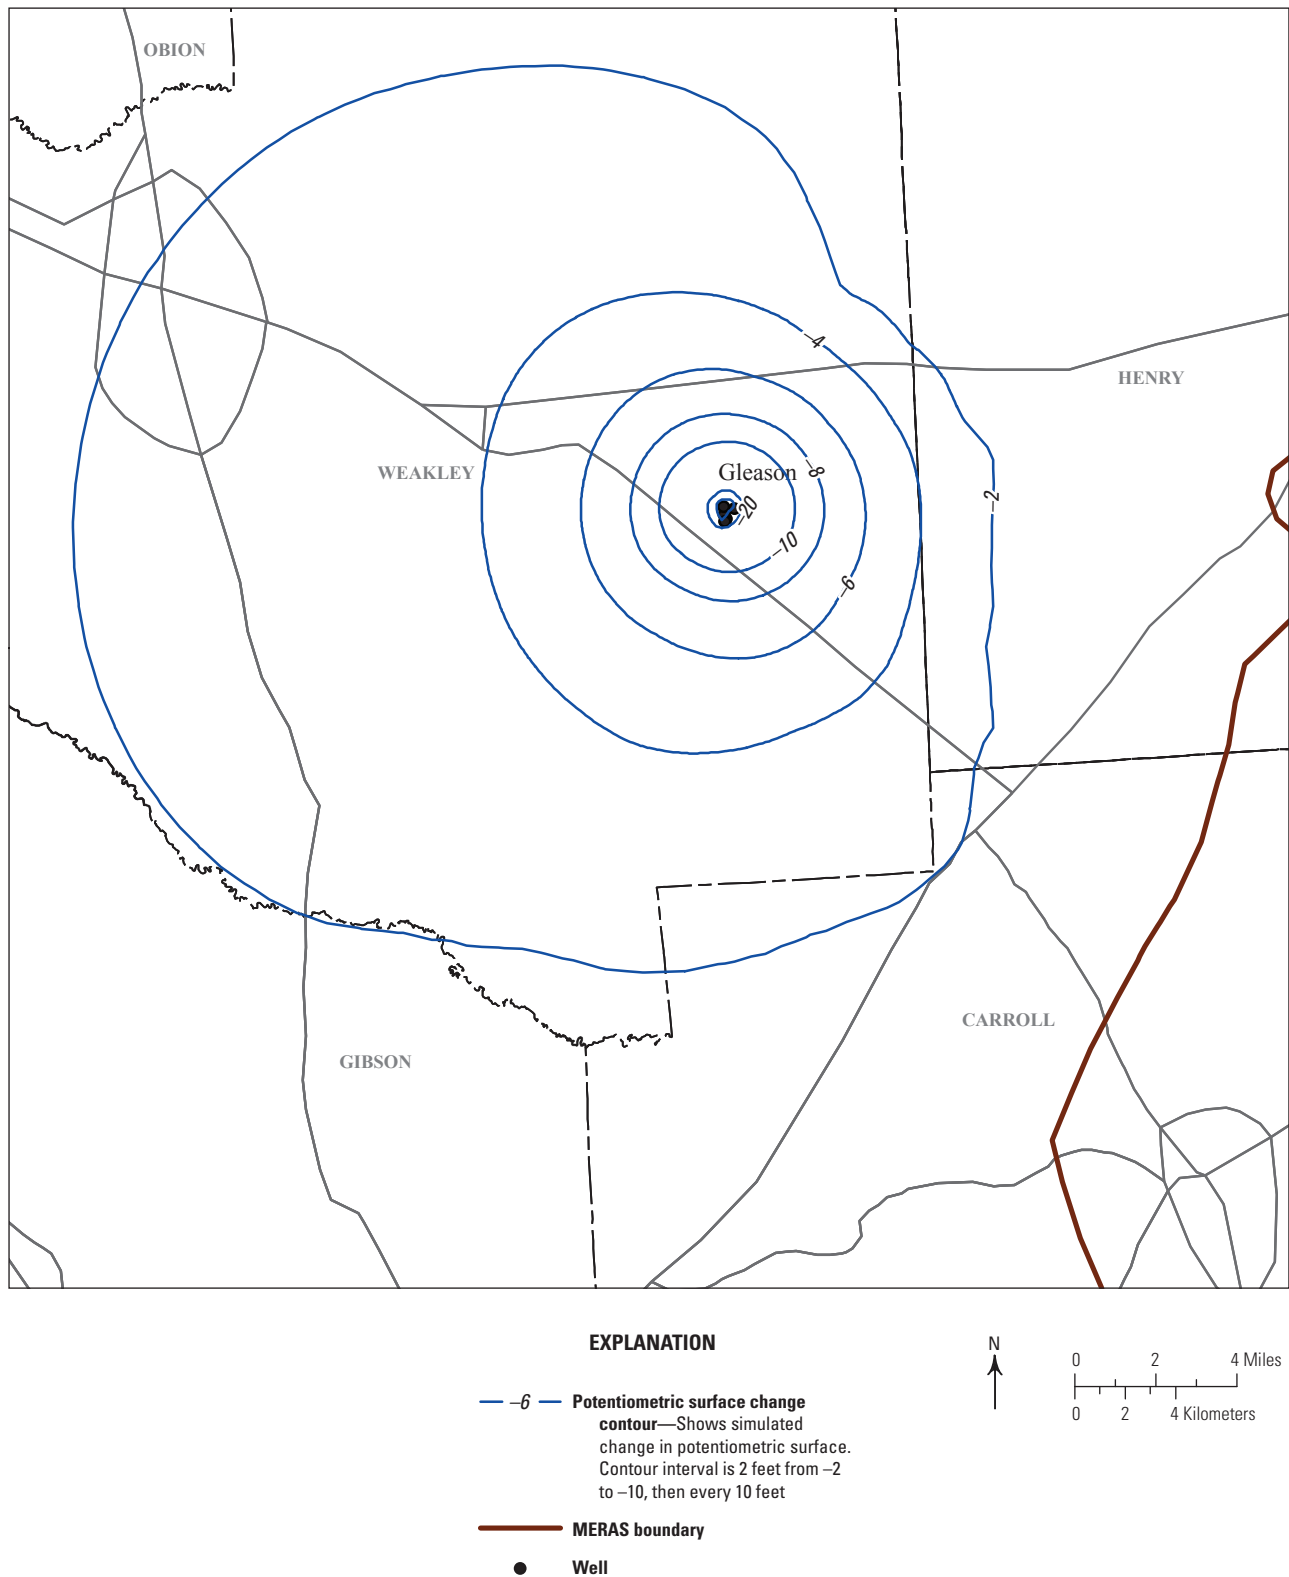 OBION
–4
HENRY
WEAKLEY
Gleason
–8
–2
–20
–10
–6
CARROLL
GIBSON
EXPLANATION
–6
Potentiometric surface change
contour—Shows simulated
change in potentiometric surface.
Contour interval is 2 feet from –2
to –10, then every 10 feet
MERAS boundary
Well
N
0 2 4 Miles
0 2 4 Kilometers